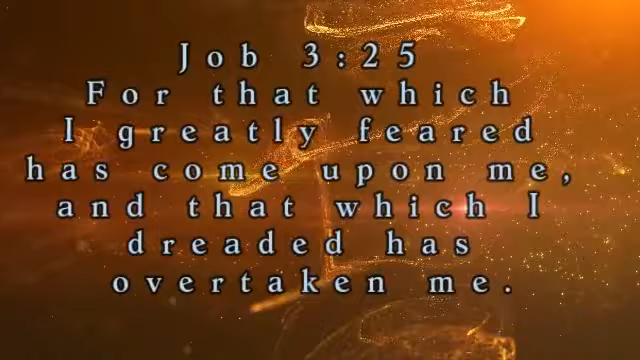 Job 3:25
For that which
I greatly feared
has come upon me,
and that which I
dreaded has
overtaken me.